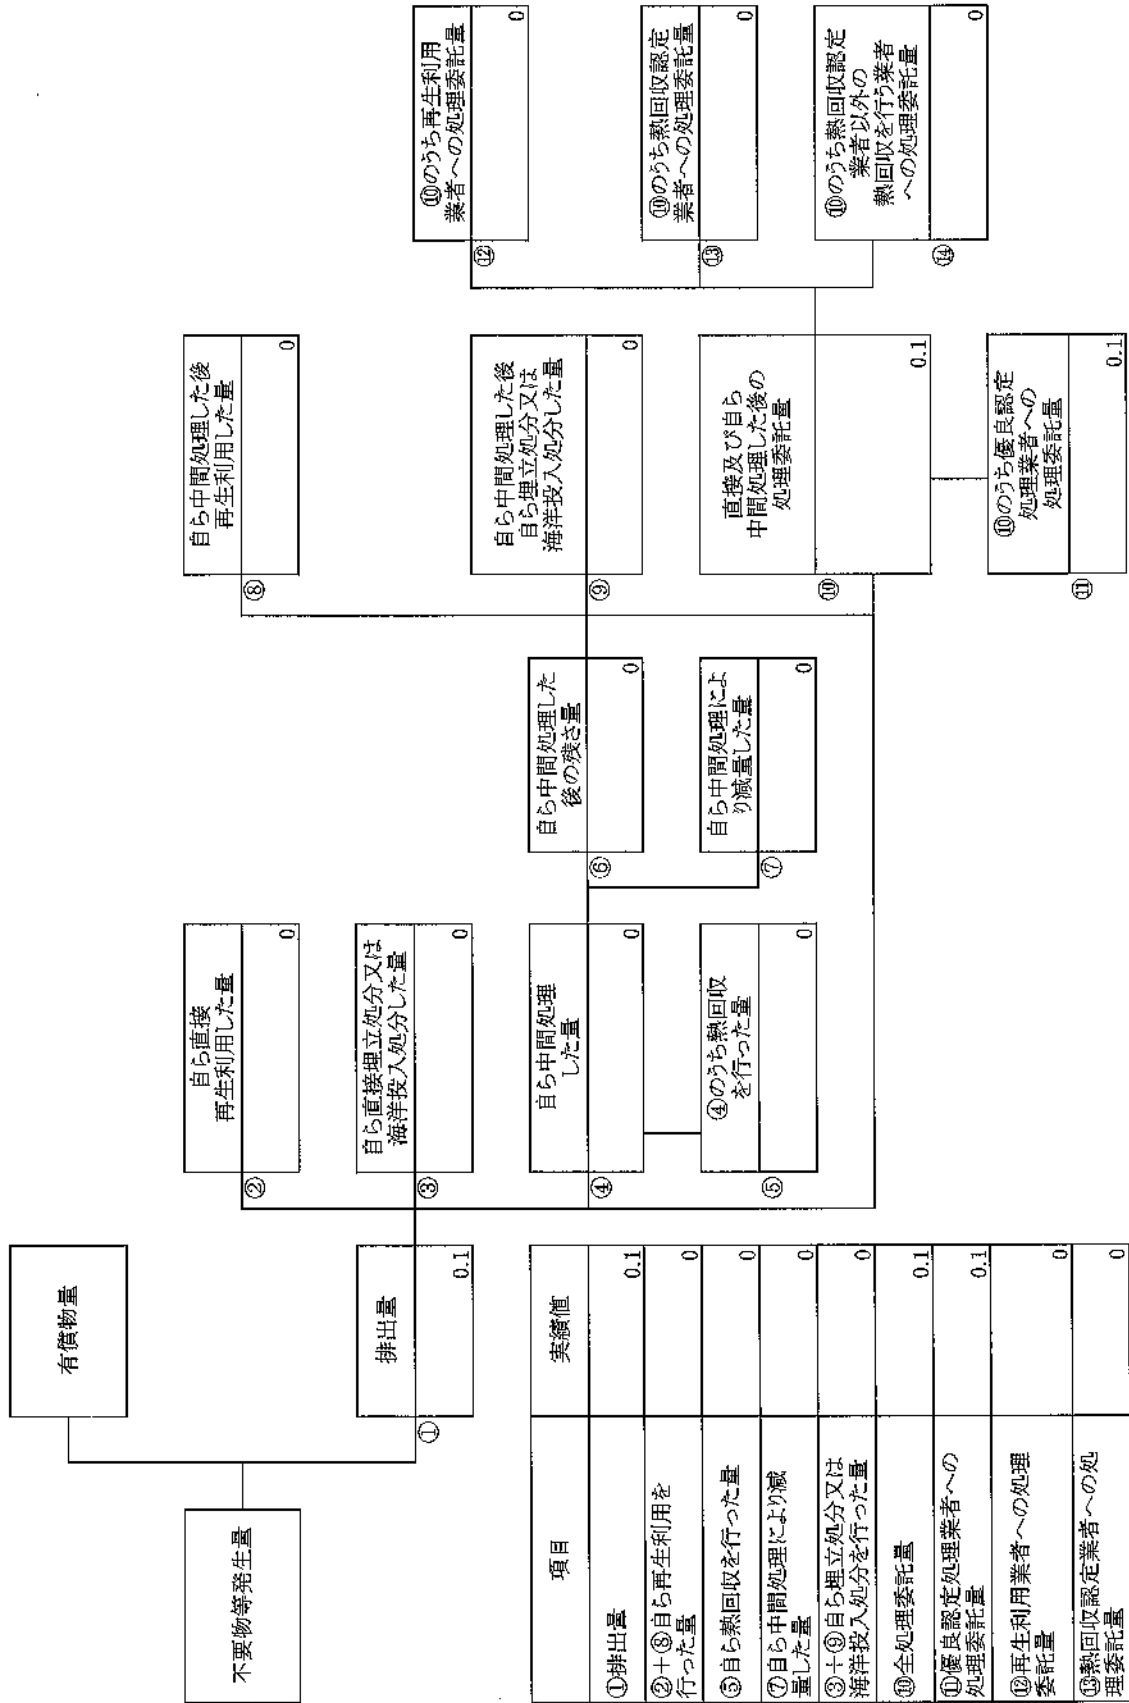 不要物等発生量
有償物量
①
排出量
0.1
②
自ら直接
再生利用した量
0
③
自ら直接埋立処分又は
海洋投入処分した量
0
④
自ら中間処理
した量
0
⑤
④のうち熱回収
を行った量
0
⑥
自ら中間処理した
後の残さ量
0
⑦
自ら中間処理によ
り減量した量
0
⑧
自ら中間処理した後
再生利用した量
0
⑨
自ら中間処理した後
自ら埋立処分又は
海洋投入処分した量
0
⑩
直接及び自ら
中間処理した後の
処理委託量
0.1
⑪
⑩のうち優良認定
処理業者への
処理委託量
0.1
⑫
⑩のうち再生利用
業者への処理委託量
0
⑬
⑩のうち熱回収認定
業者への処理委託量
0
⑭
⑩のうち熱回収認定
業者以外の
熱回収を行う業者
への処理委託量
0
項目 実績値
①排出量 0.1
②+⑧自ら再生利用を
行った量 0
⑤自ら熱回収を行った量 0
⑦自ら中間処理により減
量した量 0
③+⑨自ら埋立処分又は
海洋投入処分を行った量 0
⑩全処理委託量 0.1
⑪優良認定処理業者への
処理委託量 0.1
⑫再生利用業者への処理
委託量 0
⑬熱回収認定業者への処
理委託量 0